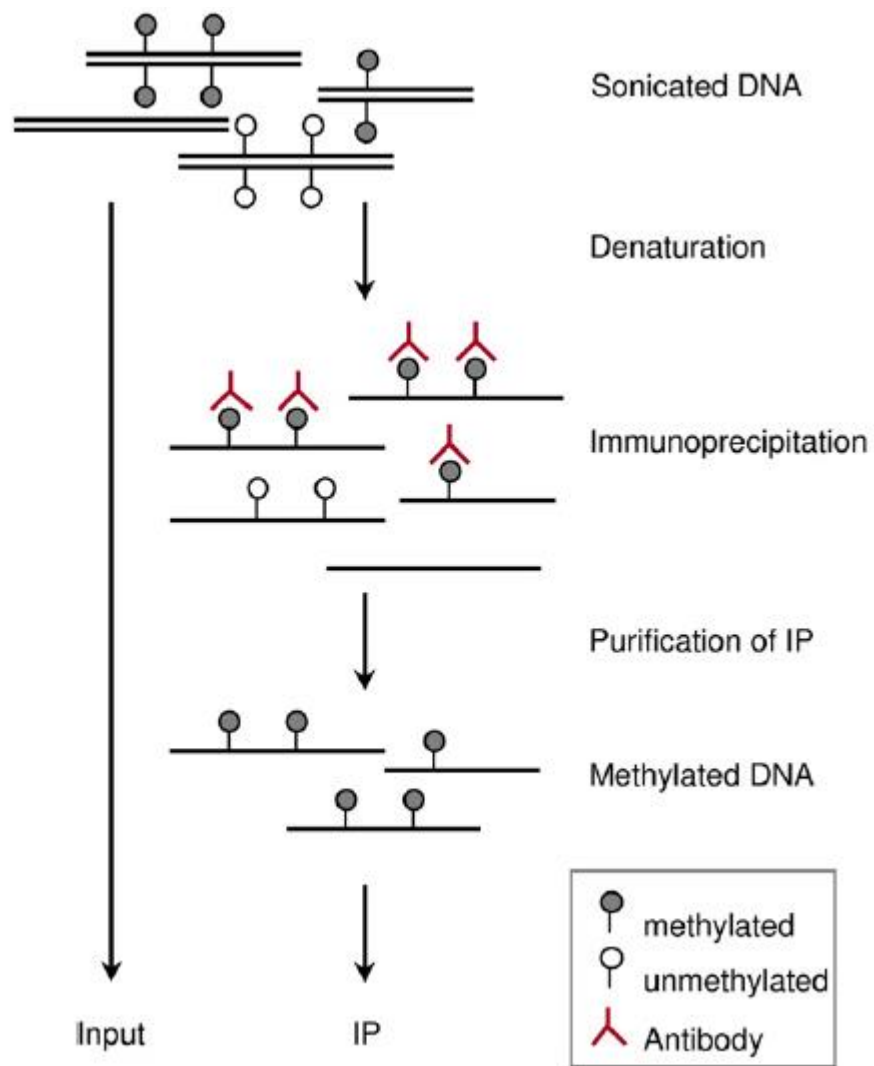 Sonicated DNA
Denaturation
Immunoprecipitation
Purification of IP
Methylated DNA
methylated
unmethylated
Antibody
Input
IP